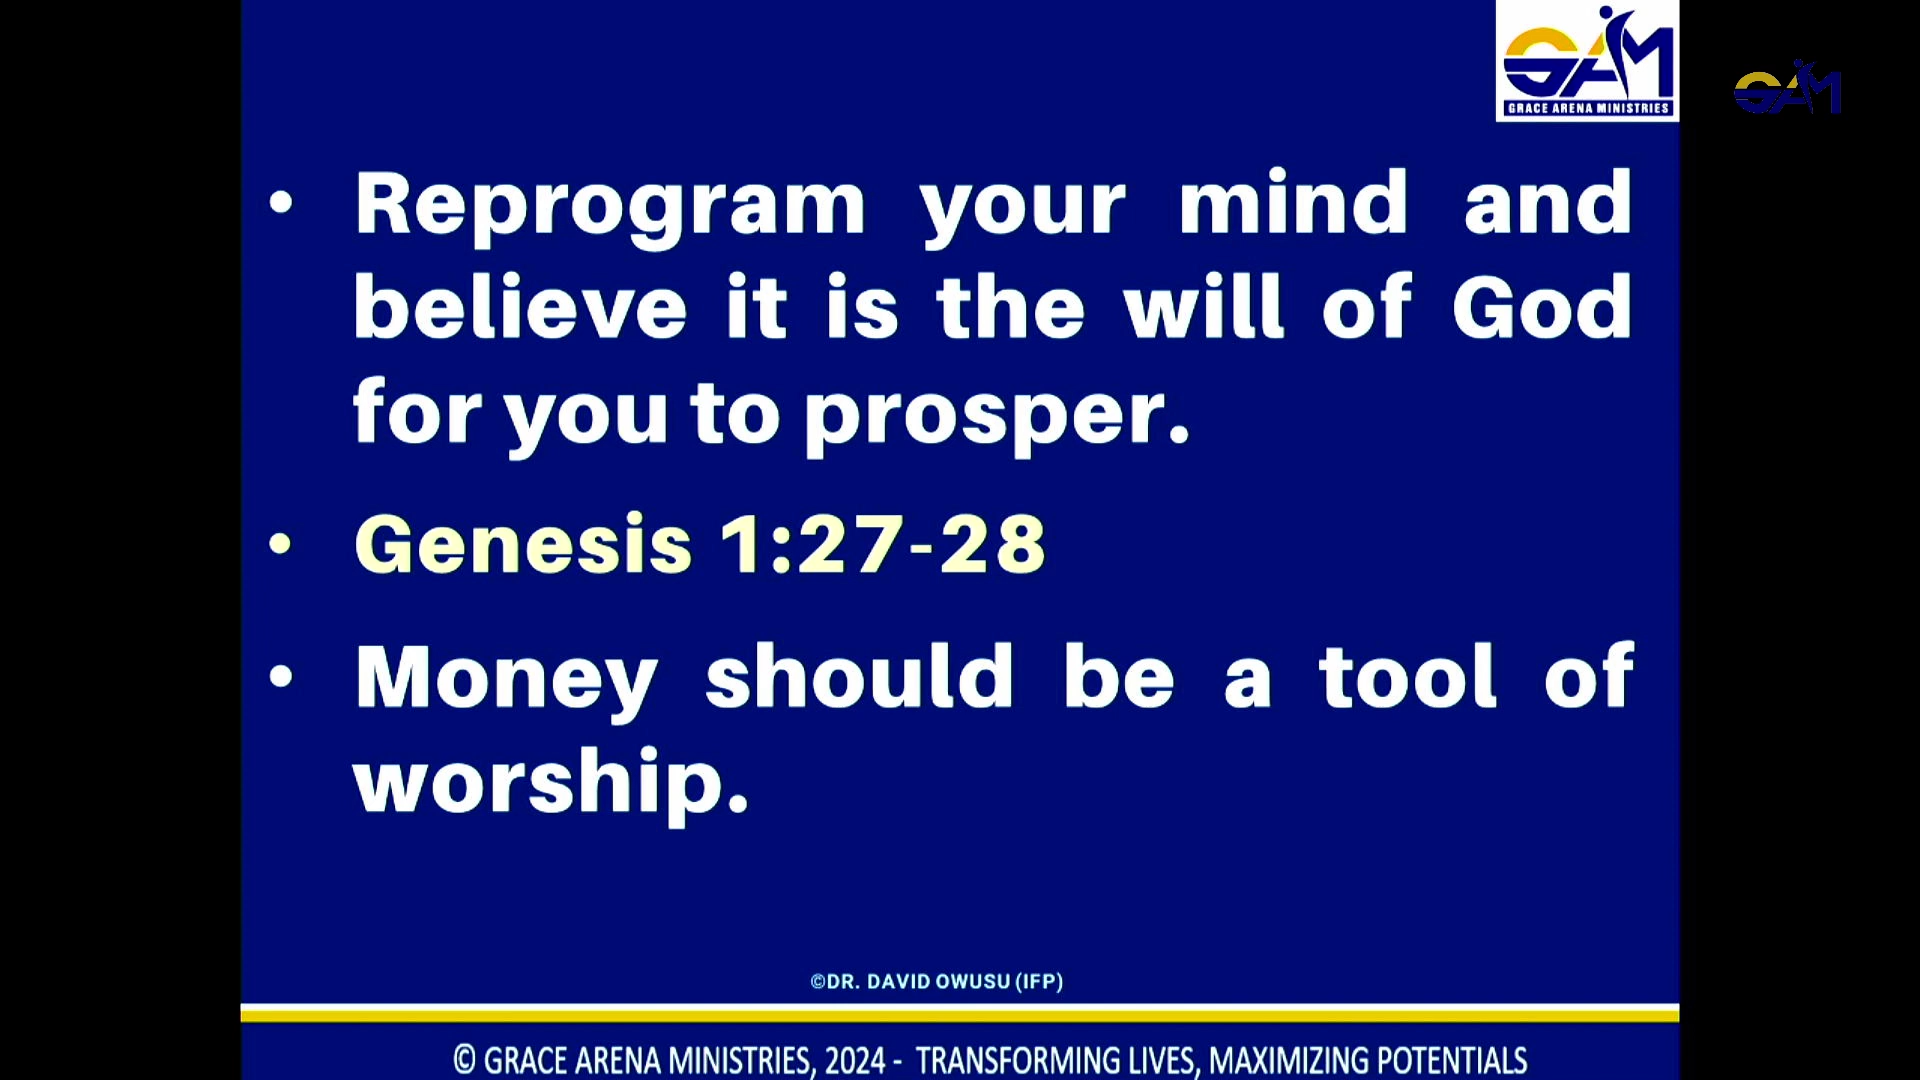 GAM
GRACE ARENA MINISTRIES
GAM
• Reprogram your mind and
believe it is the will of God
for you to prosper.
• Genesis 1:27-28
• Money should be a tool of
worship.
©DR. DAVID OWUSU (IFP)
© GRACE ARENA MINISTRIES, 2024 - TRANSFORMING LIVES, MAXIMIZING POTENTIALS